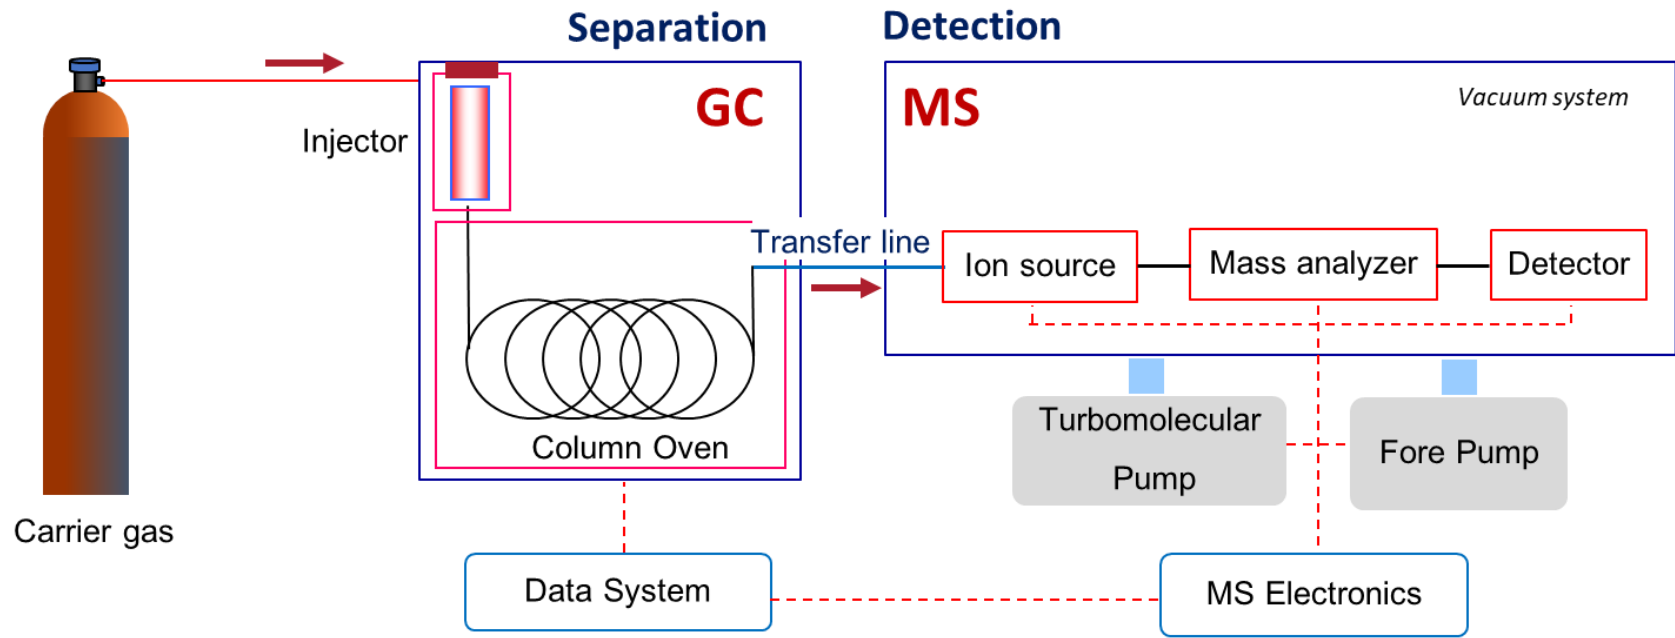 Separation
Detection
GC
MS
Vacuum system
Injector
Transfer line
Ion source
Mass analyzer
Detector
Column Oven
Turbomolecular
Pump
Fore Pump
Carrier gas
Data System
MS Electronics